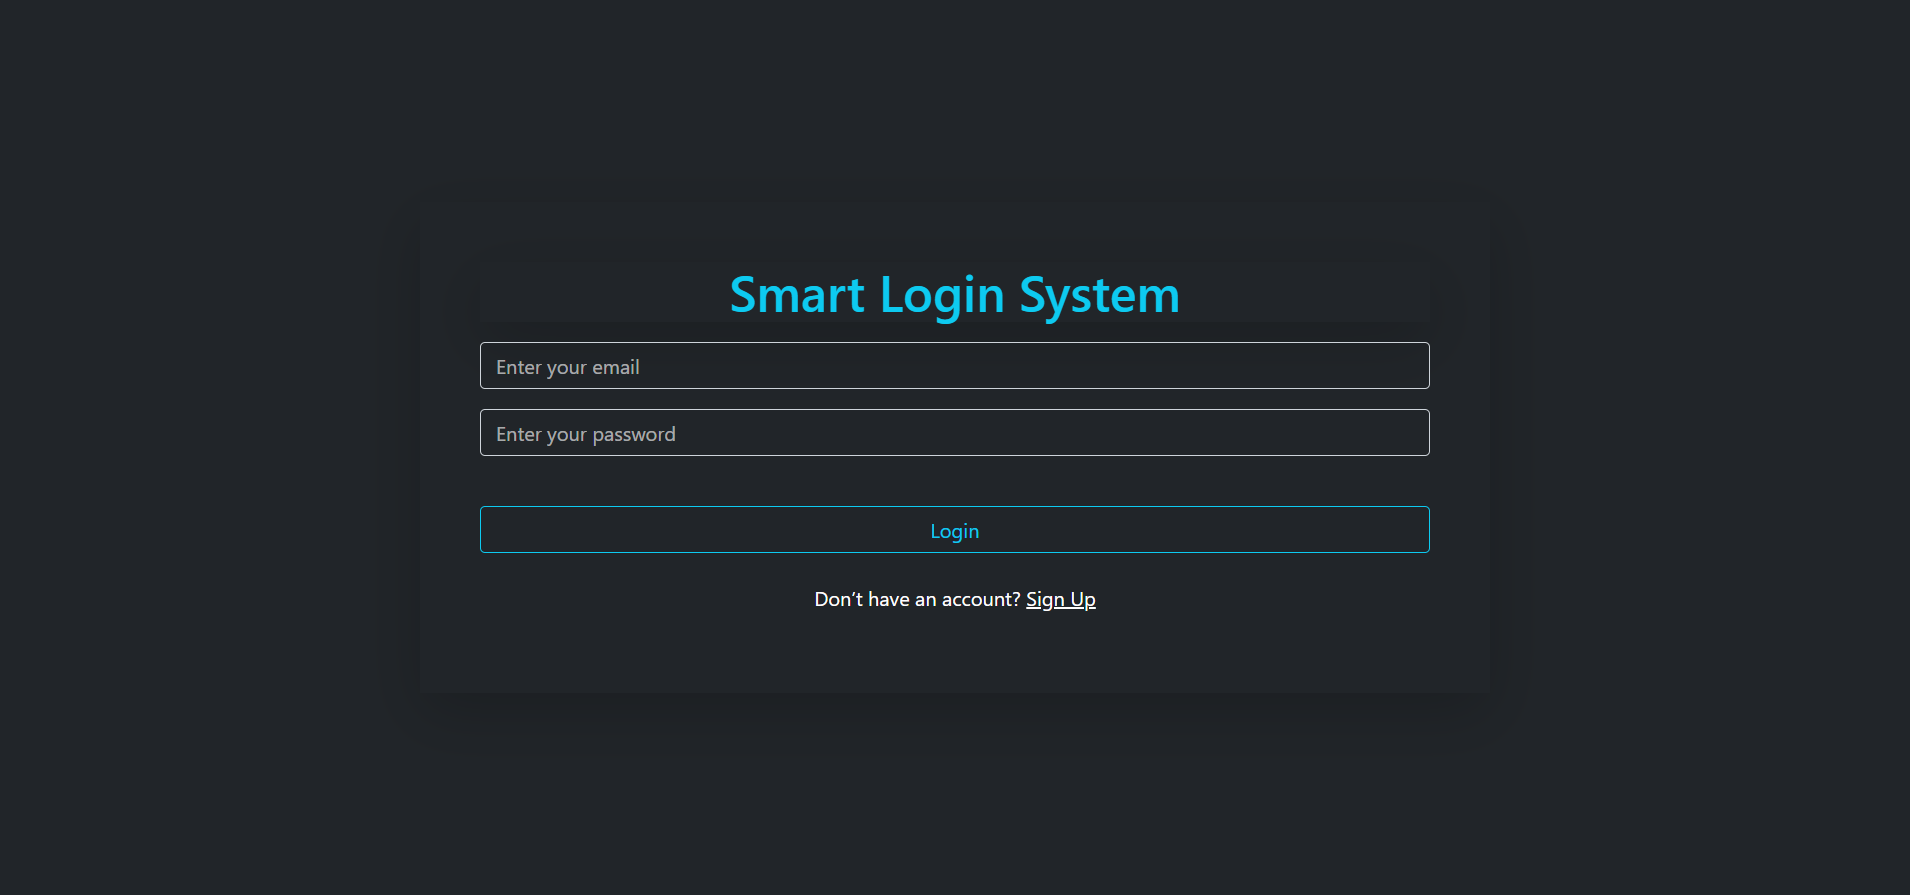 Smart Login System
Enter your email
Enter your password
Login
Don’t have an account? Sign Up